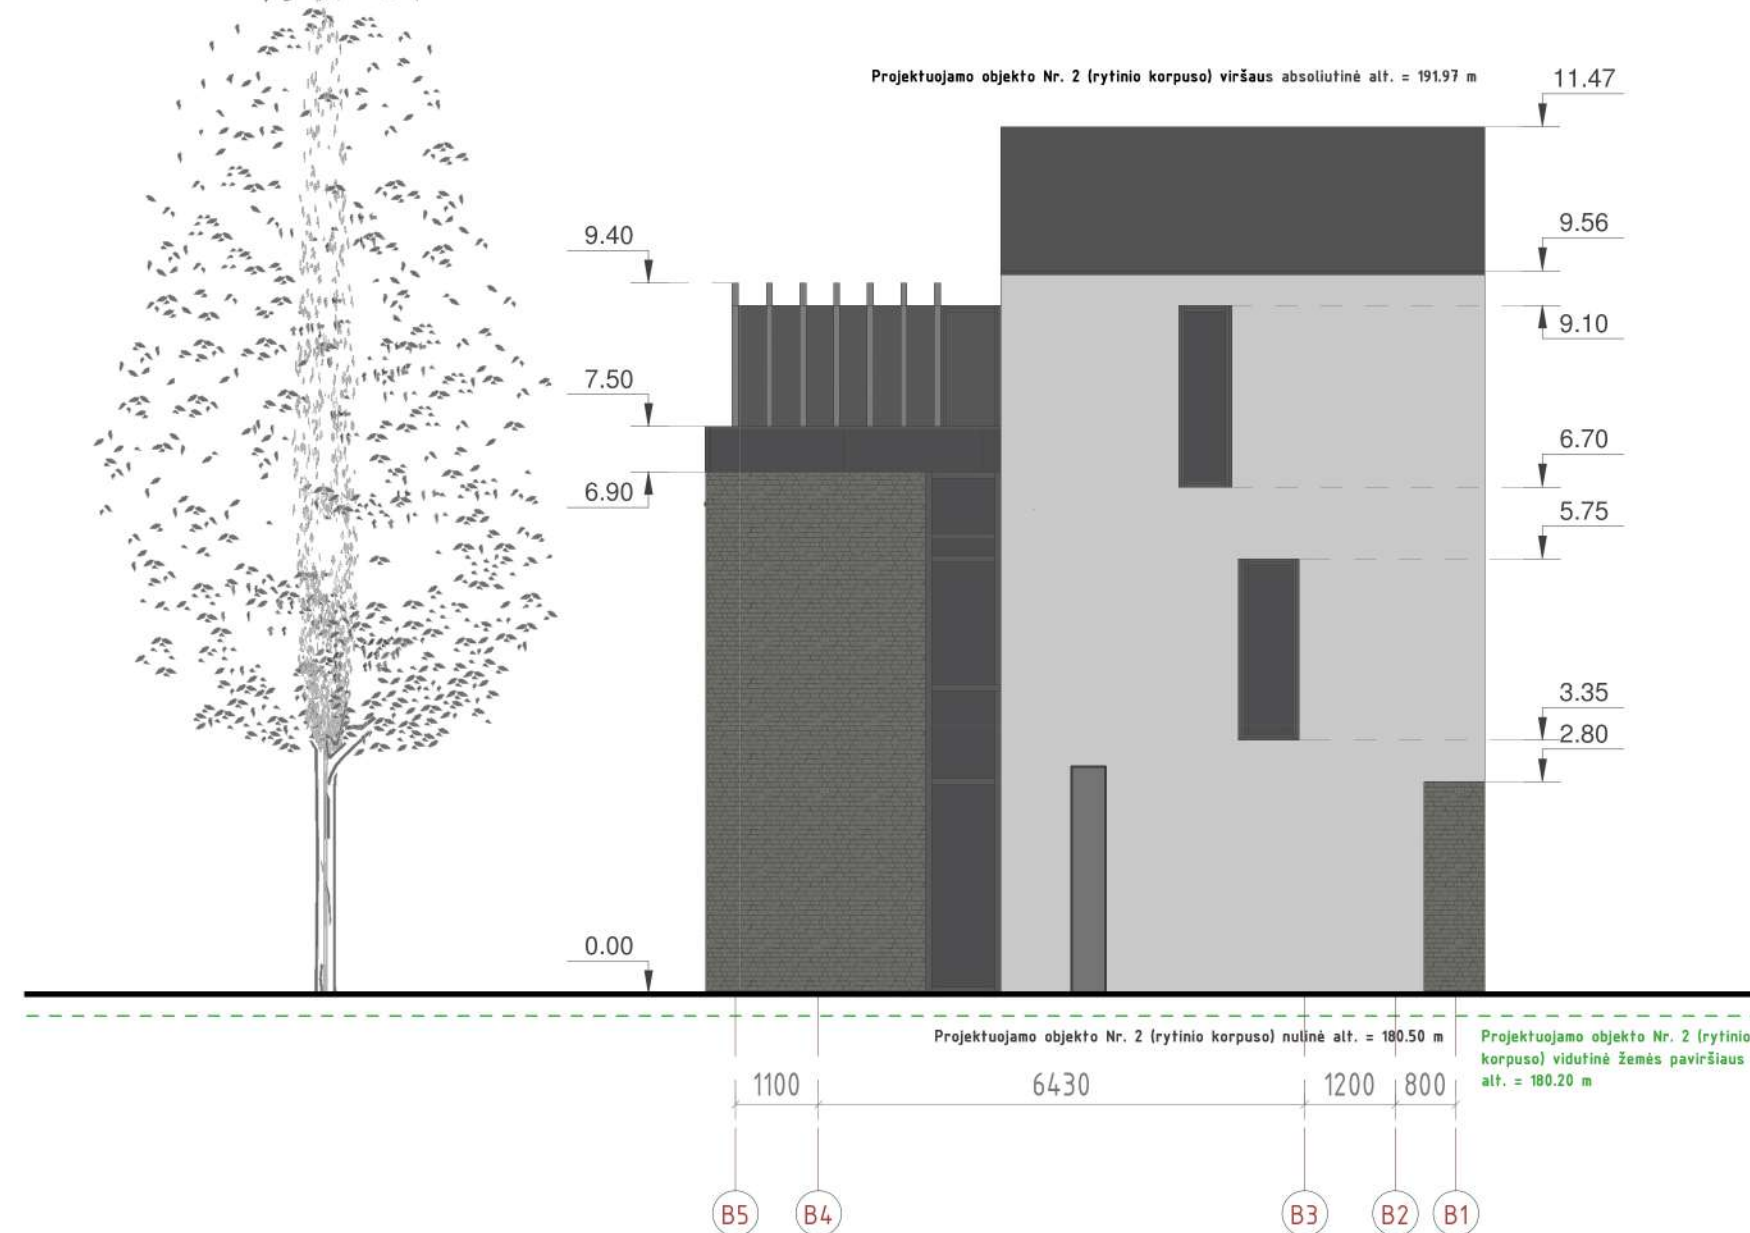 Projektuojamo objekto Nr. 2 (rytinio korpuso) viršaus absoliutinė alt. = 191.97 m
11.47
9.40
9.56
9.10
7.50
6.70
6.90
5.75
3.35
2.80
0.00
Projektuojamo objekto Nr. 2 (rytinio korpuso) nulinė alt. = 180.50 m
Projektuojamo objekto Nr. 2 (rytinio
korpuso) vidutinė žemės paviršiaus
alt. = 180.20 m
1100 6430 1200 800
B5 B4 B3 B2 B1